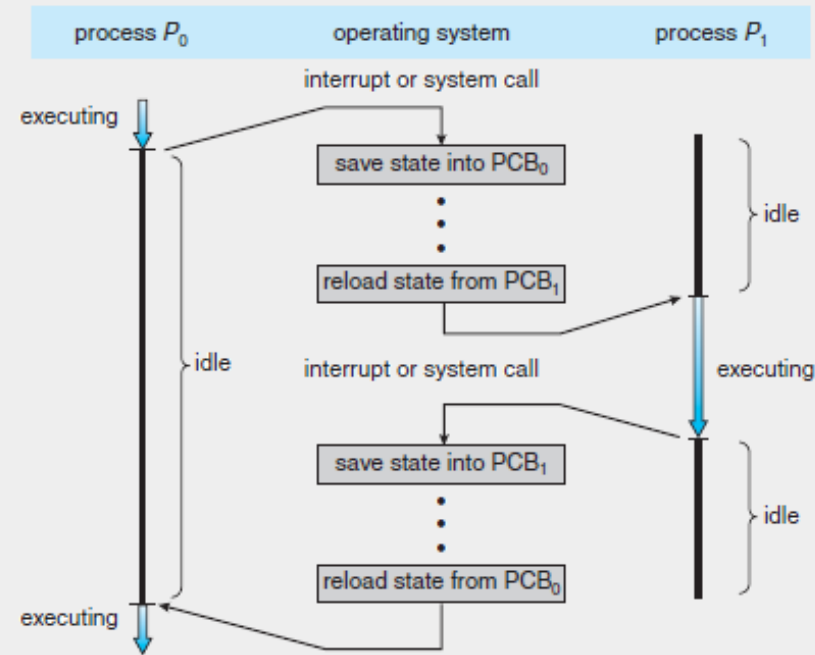 process P₀ operating system process P₁
interrupt or system call
executing
save state into PCB₀
idle
reload state from PCB₁
idle
interrupt or system call
executing
save state into PCB₁
idle
reload state from PCB₀
executing